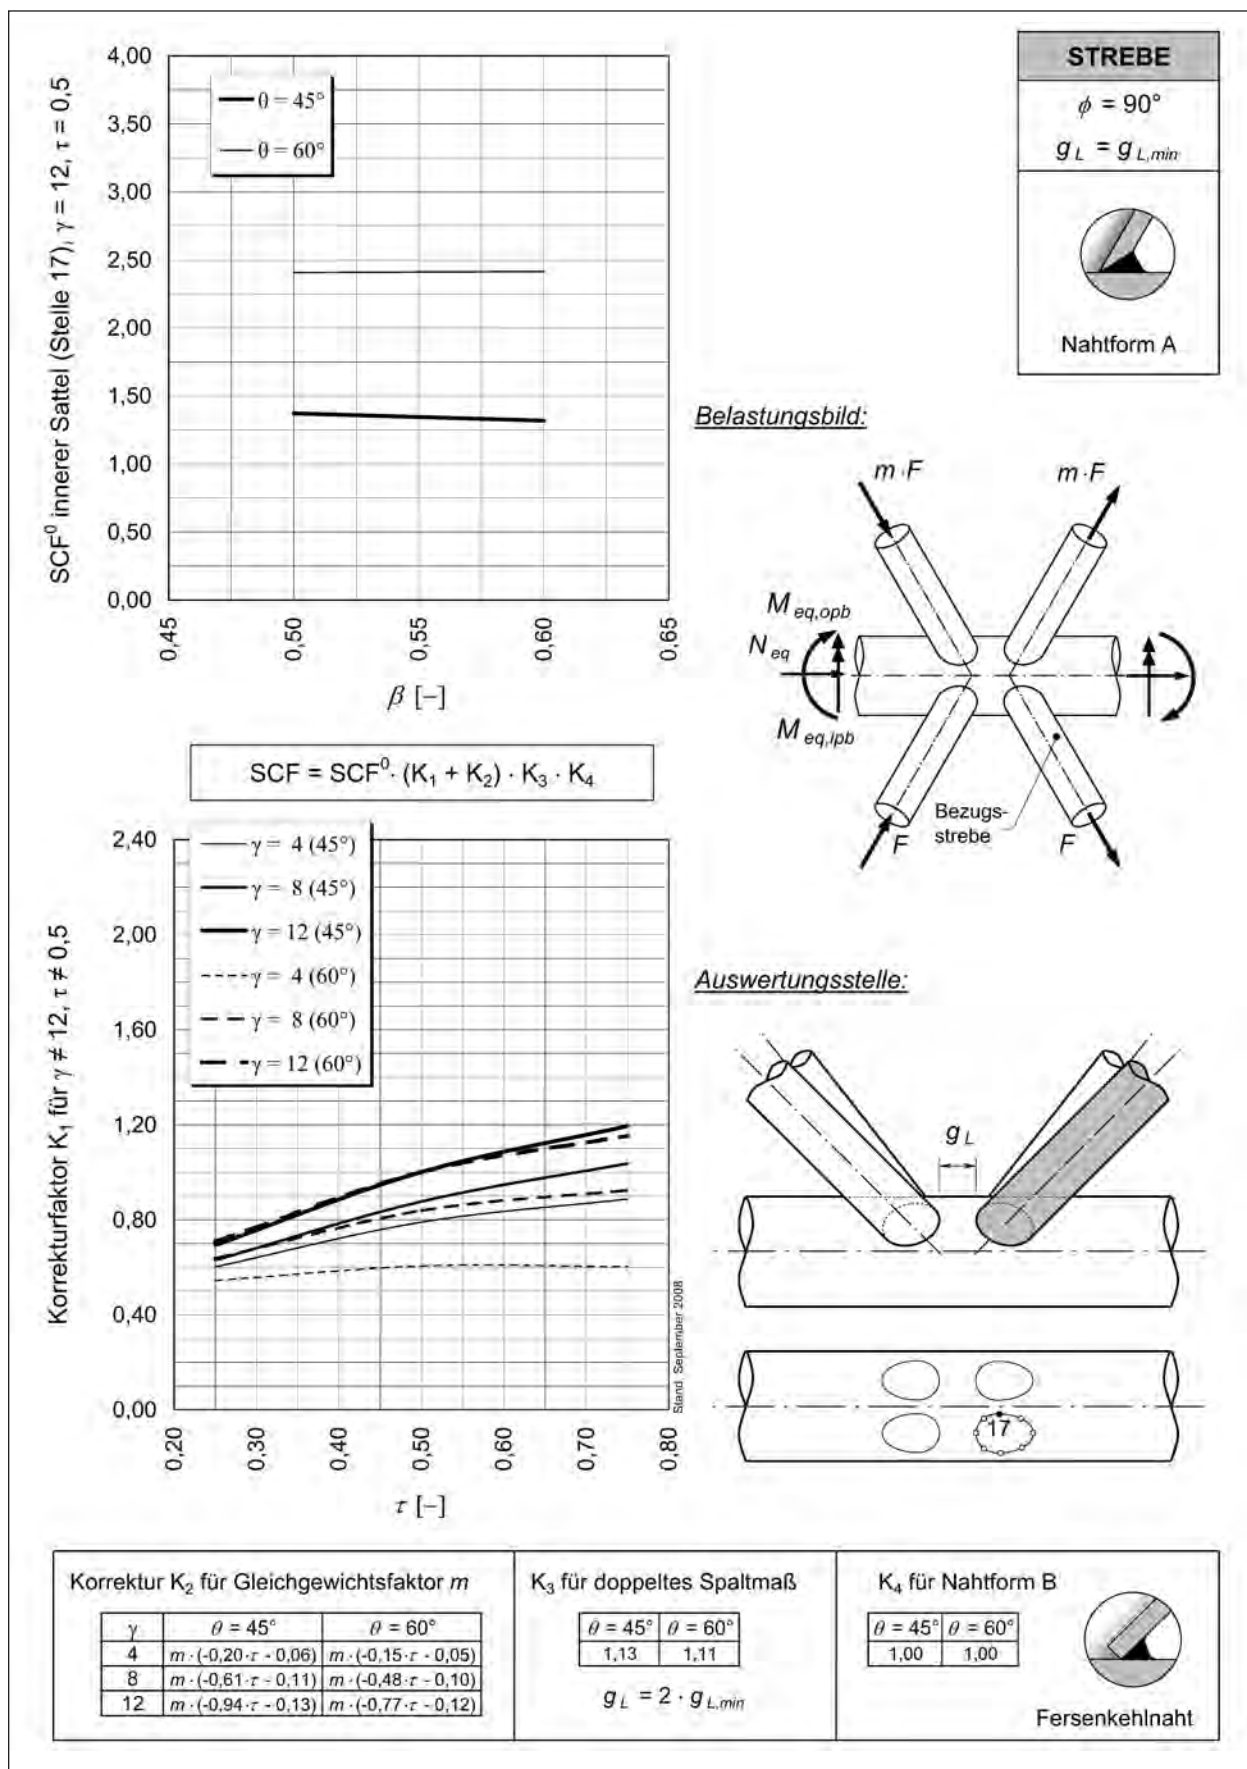 SCF⁰ innerer Sattel (Stelle 17), γ = 12, τ = 0,5
4,00
3,50
3,00
2,50
2,00
1,50
1,00
0,50
0,00
θ = 45°
θ = 60°
0,45
0,50
0,55
0,60
0,65
β [–]
STREBE
ϕ = 90°
g L = g L,min
Nahtform A
Belastungsbild:
m·F
m·F
M eq,opb
N eq
M eq,ipb
Bezugs-
strebe
F
F
SCF = SCF⁰· (K₁ + K₂) · K₃ · K₄
Korrekturfaktor K₁ für γ ≠ 12, τ ≠ 0,5
2,40
2,00
1,60
1,20
0,80
0,40
0,00
γ = 4 (45°)
γ = 8 (45°)
γ = 12 (45°)
γ = 4 (60°)
γ = 8 (60°)
γ = 12 (60°)
0,20
0,30
0,40
0,50
0,60
0,70
0,80
τ [–]
Stand September 2008
Auswertungsstelle:
g L
17
Korrektur K₂ für Gleichgewichtsfaktor m
γ θ = 45° θ = 60°
4 m·(-0,20·τ - 0,06) m·(-0,15·τ - 0,05)
8 m·(-0,61·τ - 0,11) m·(-0,48·τ - 0,10)
12 m·(-0,94·τ - 0,13) m·(-0,77·τ - 0,12)
K₃ für doppeltes Spaltmaß
θ = 45° θ = 60°
1,13 1,11
g L = 2 · g L,min
K₄ für Nahtform B
θ = 45° θ = 60°
1,00 1,00
Fersenkehlnaht